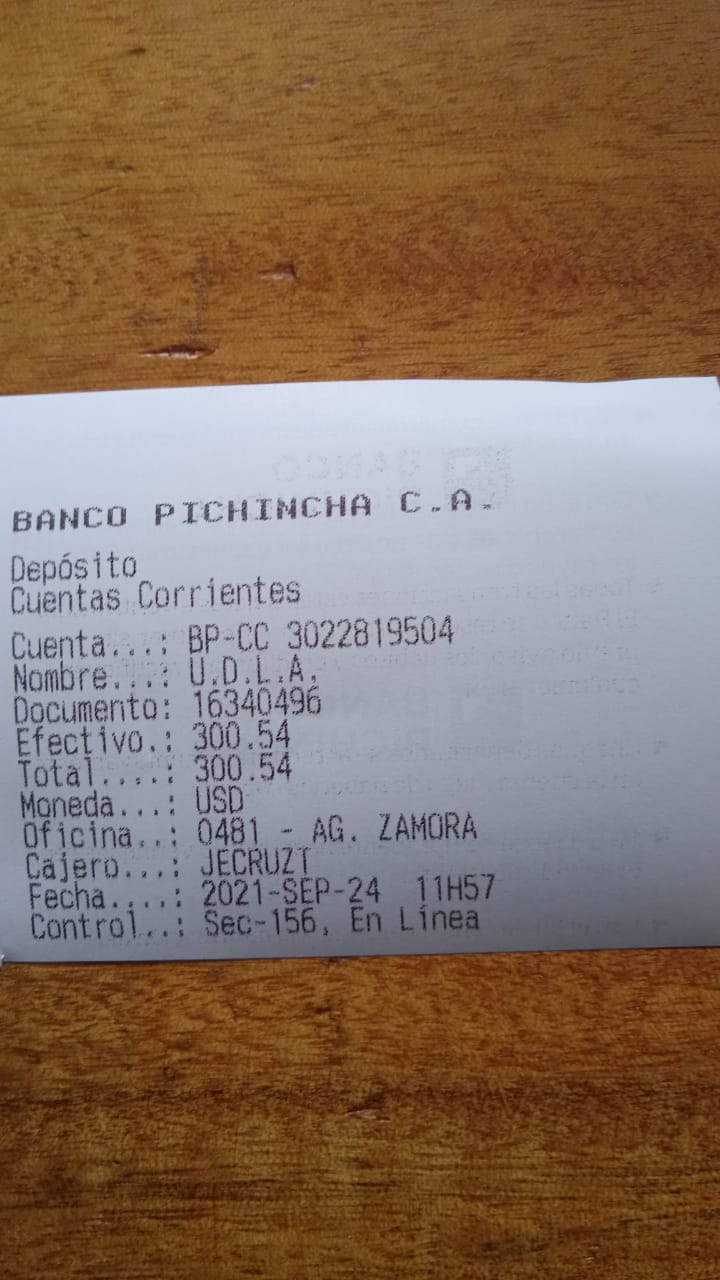 BANCO PICHINCHA C.A.
Depósito
Cuentas Corrientes
Cuenta...: BP-CC 3022819504
Nombre...: U.D.L.A.
Documento: 16340496
Efectivo.: 300.54
Total....: 300.54
Moneda...: USD
Oficina..: 0481 - AG. ZAMORA
Cajero...: JECRUZT
Fecha....: 2021-SEP-24 11H57
Control..: Sec-156, En Línea